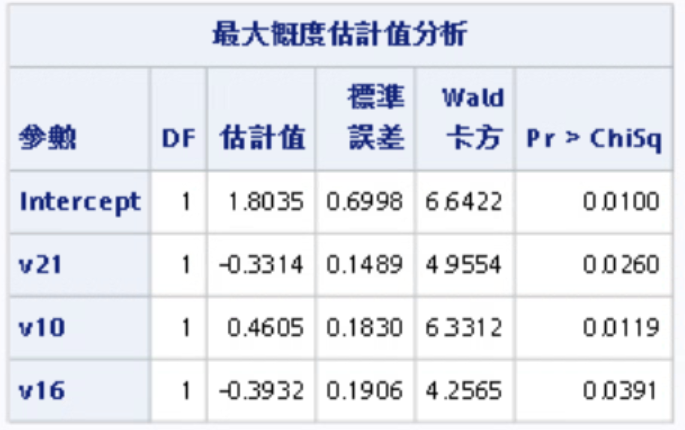 最大概度估計值分析
參數 DF 估計值 標準誤差 Wald 卡方 Pr > ChiSq
Intercept 1 1.8035 0.6998 6.6422 0.0100
v21 1 -0.3314 0.1489 4.9554 0.0260
v10 1 0.4605 0.1830 6.3312 0.0119
v16 1 -0.3932 0.1906 4.2565 0.0391